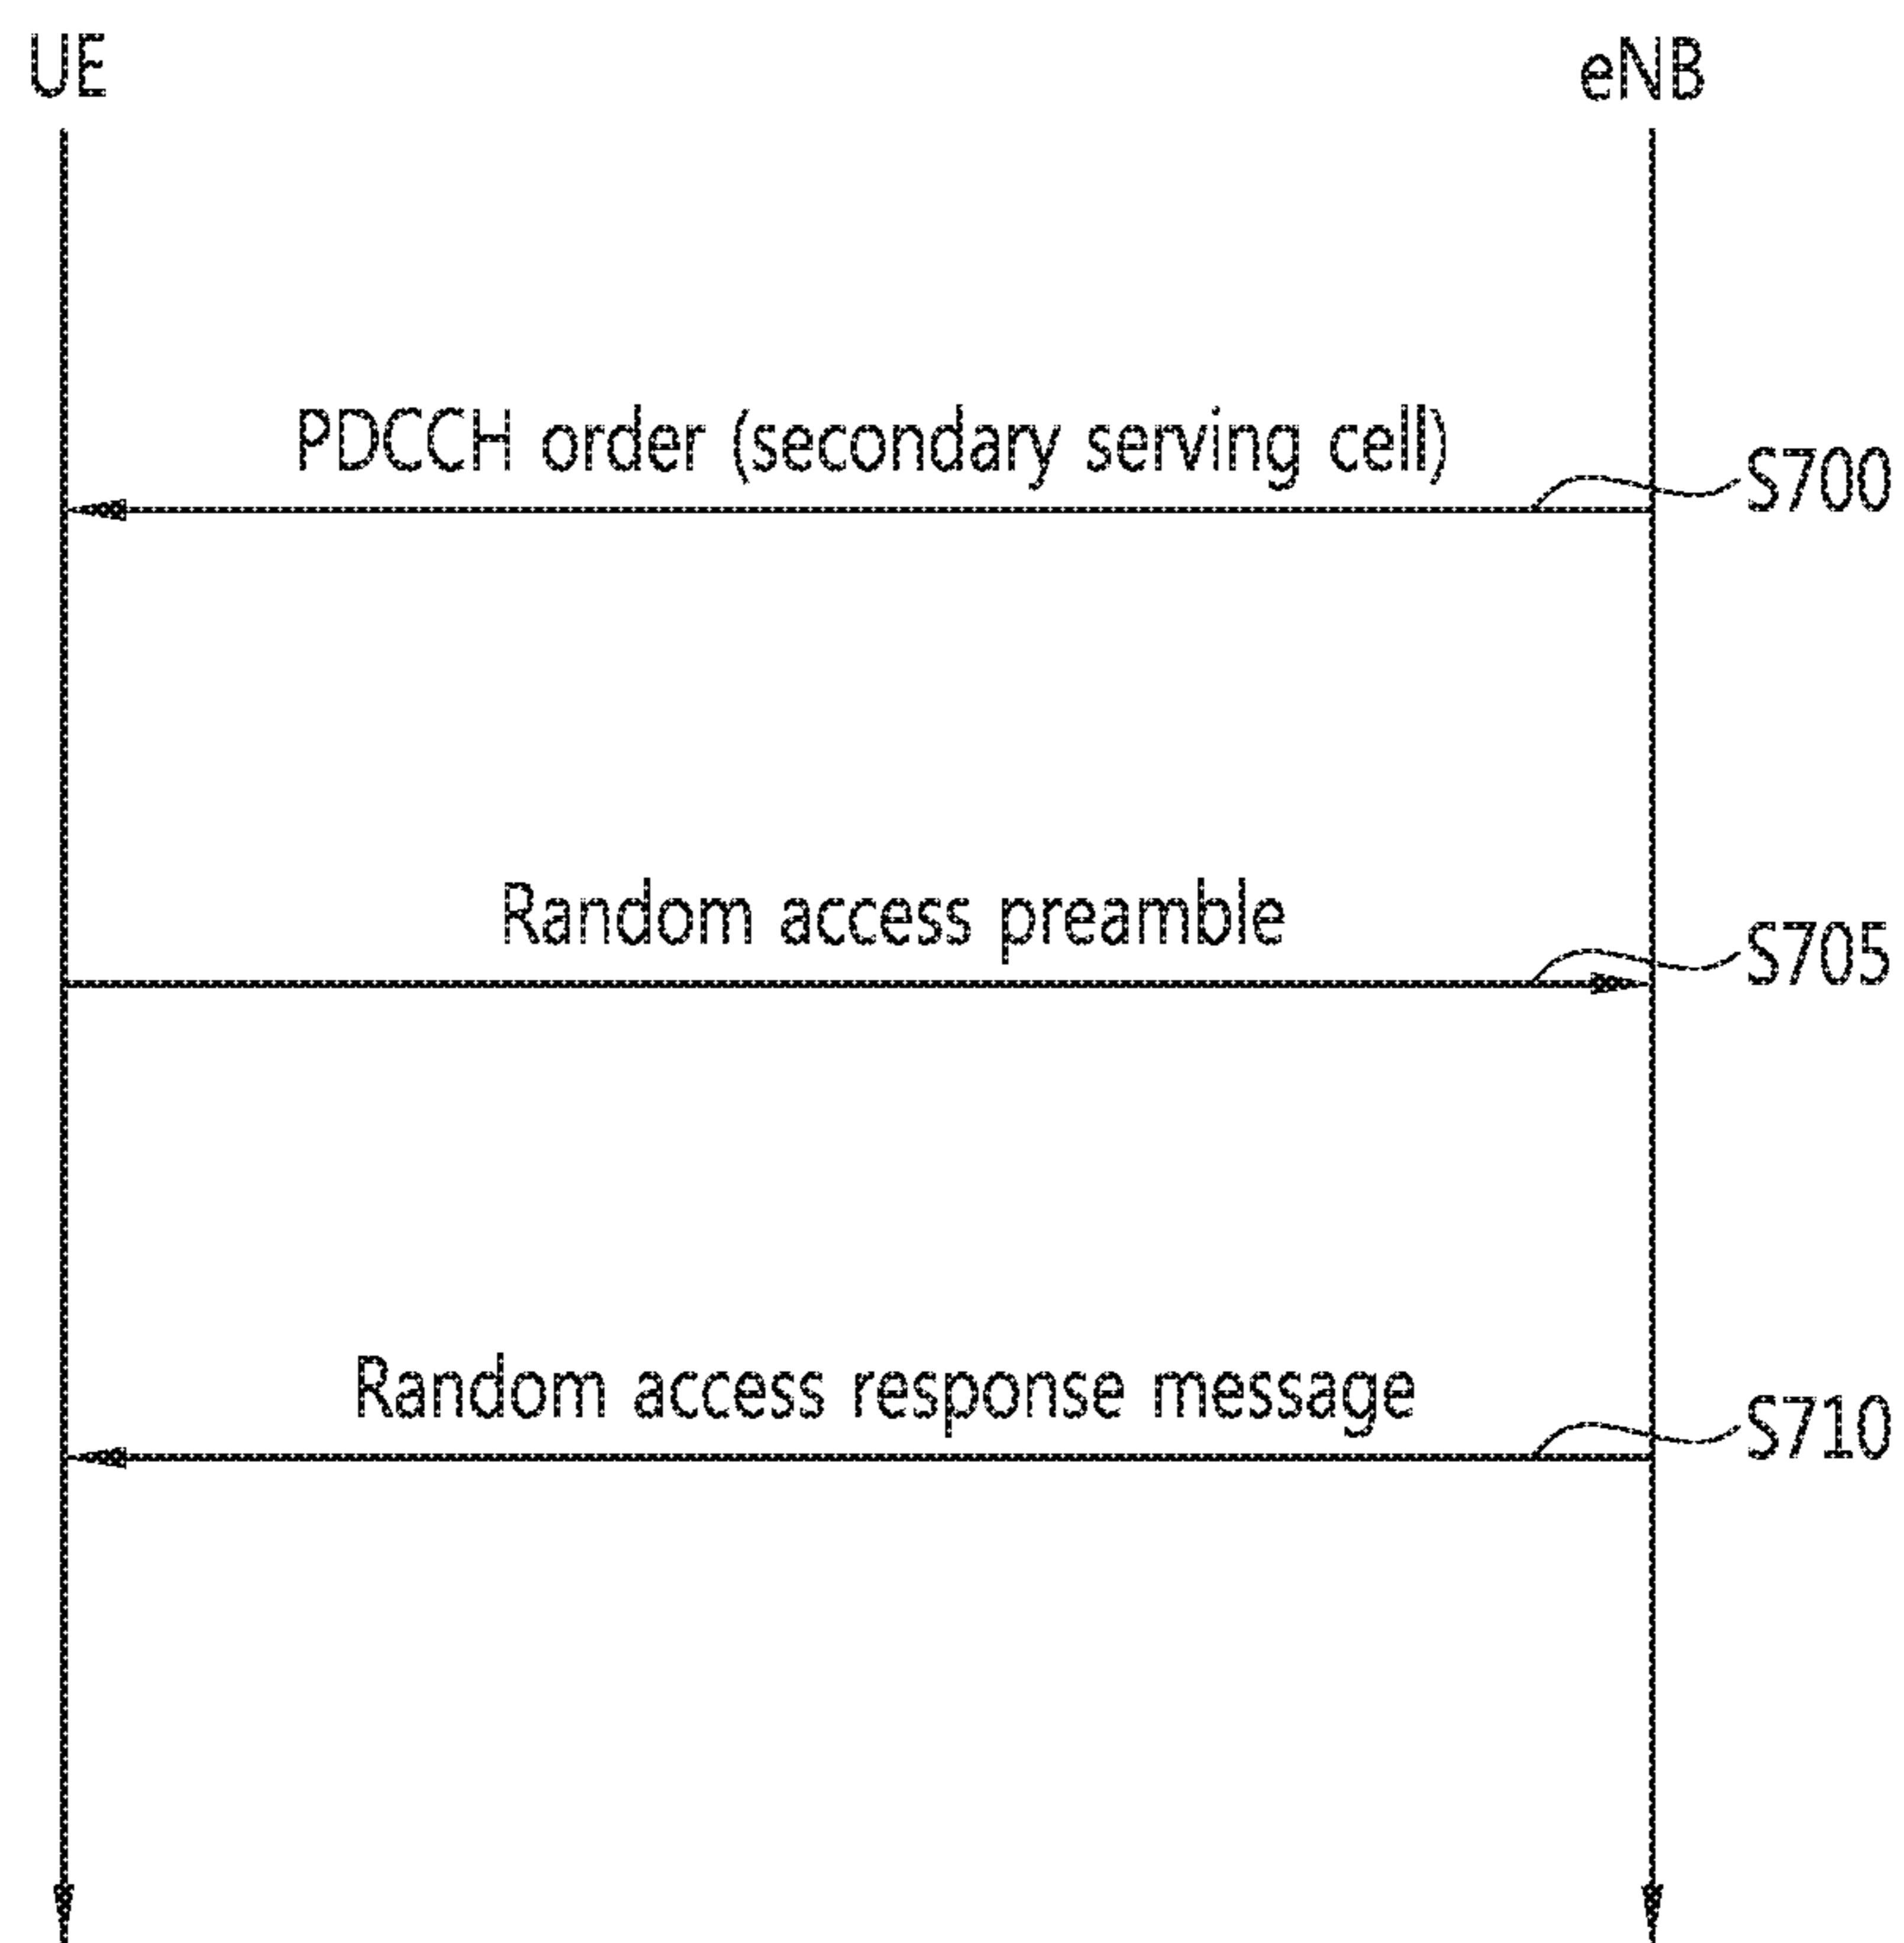 UE
eNB
PDCCH order (secondary serving cell)
S700
Random access preamble
S705
Random access response message
S710